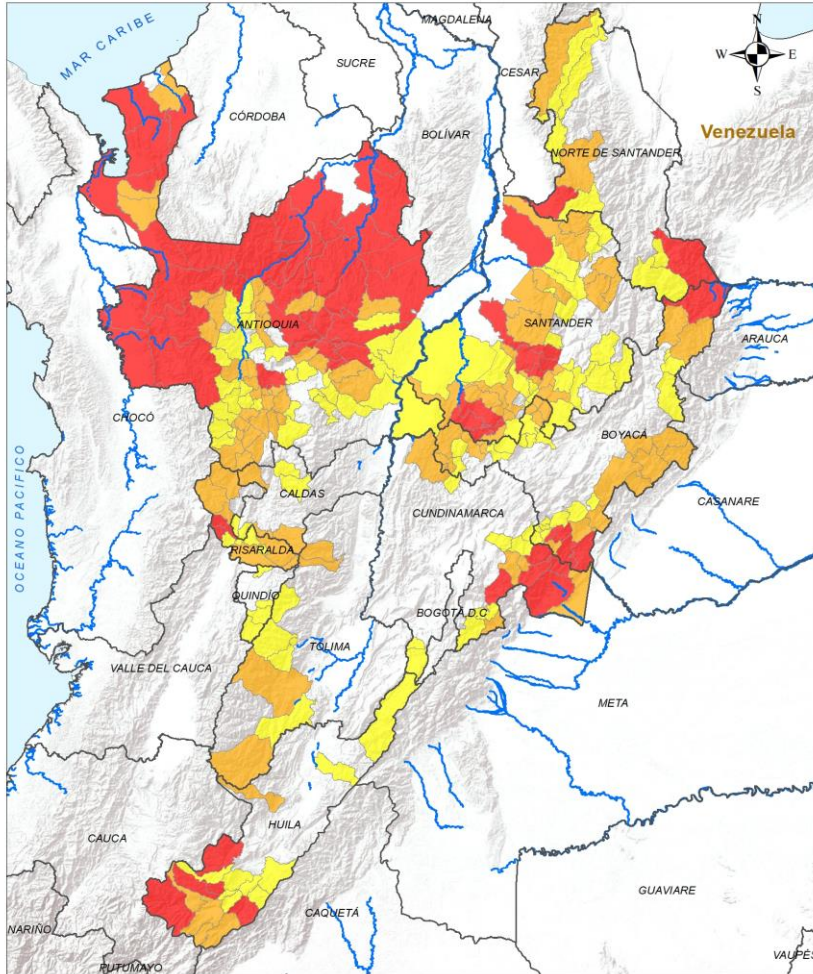 MAGDALENA
N
W
E
S
MAR CARIBE
SUCRE
CESAR
CÓRDOBA
BOLÍVAR
Venezuela
NORTE DE SANTANDER
ANTIOQUIA
SANTANDER
ARAUCA
CHOCÓ
BOYACÁ
OCEANO PACIFICO
CALDAS
CASANARE
CUNDINAMARCA
RISARALDA
QUINDÍO
BOGOTÁ D.C
TOLIMA
VALLE DEL CAUCA
META
HUILA
CAUCA
GUAVIARE
CAQUETÁ
NARIÑO
PUTUMAYO
VAUPÉS